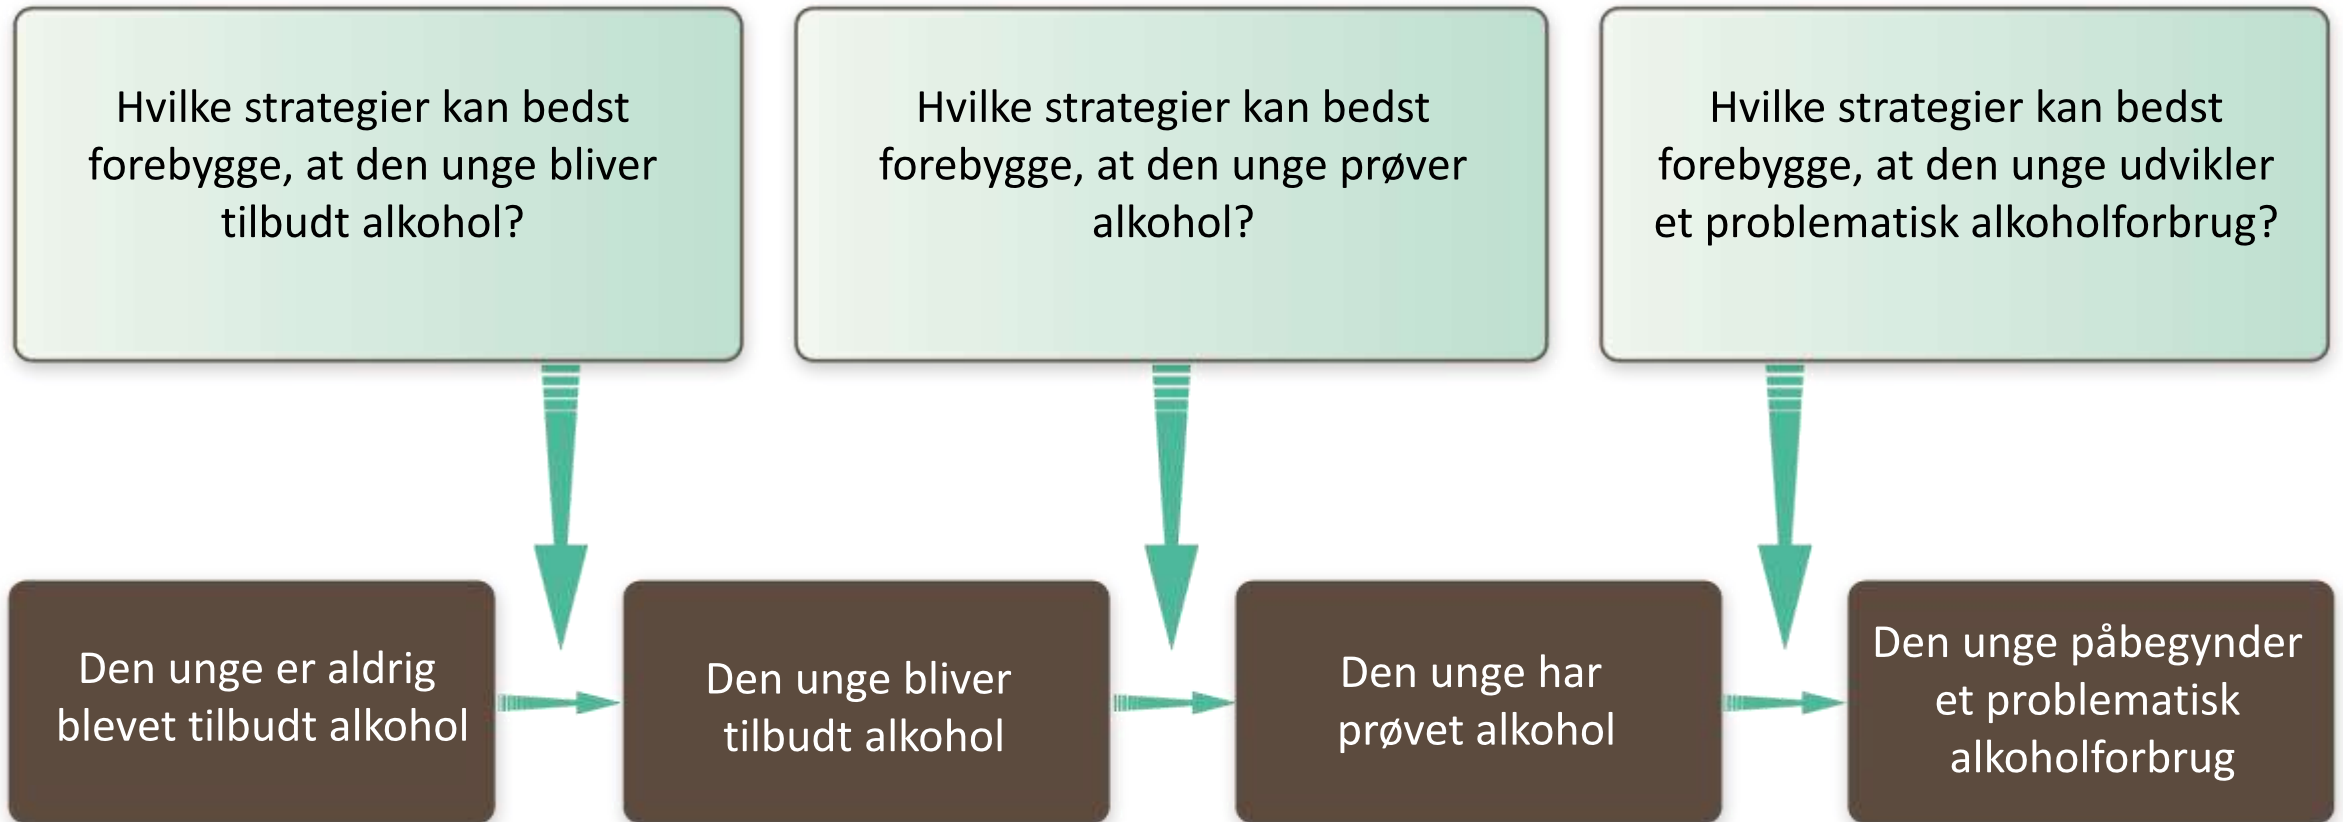 Hvilke strategier kan bedst
forebygge, at den unge bliver
tilbudt alkohol?
Hvilke strategier kan bedst
forebygge, at den unge prøver
alkohol?
Hvilke strategier kan bedst
forebygge, at den unge udvikler
et problematisk alkoholforbrug?
Den unge er aldrig
blevet tilbudt alkohol
Den unge bliver
tilbudt alkohol
Den unge har
prøvet alkohol
Den unge påbegynder
et problematisk
alkoholforbrug